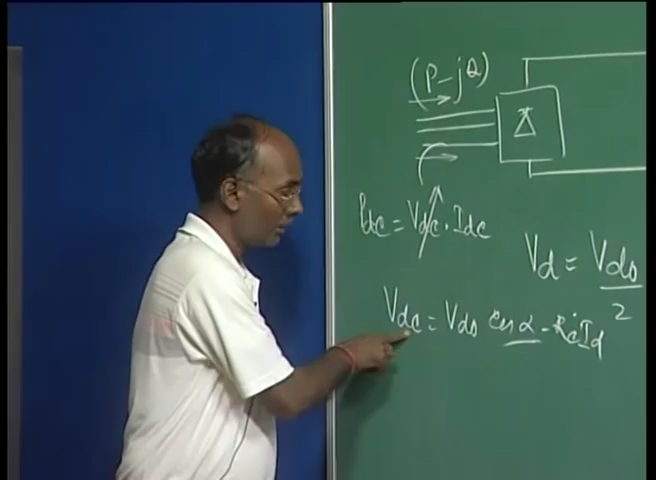 (P-jQ)
Pdc = Vdc . Idc
Vd = Vdo
2
Vdc = Vdo cos α - Rc Id